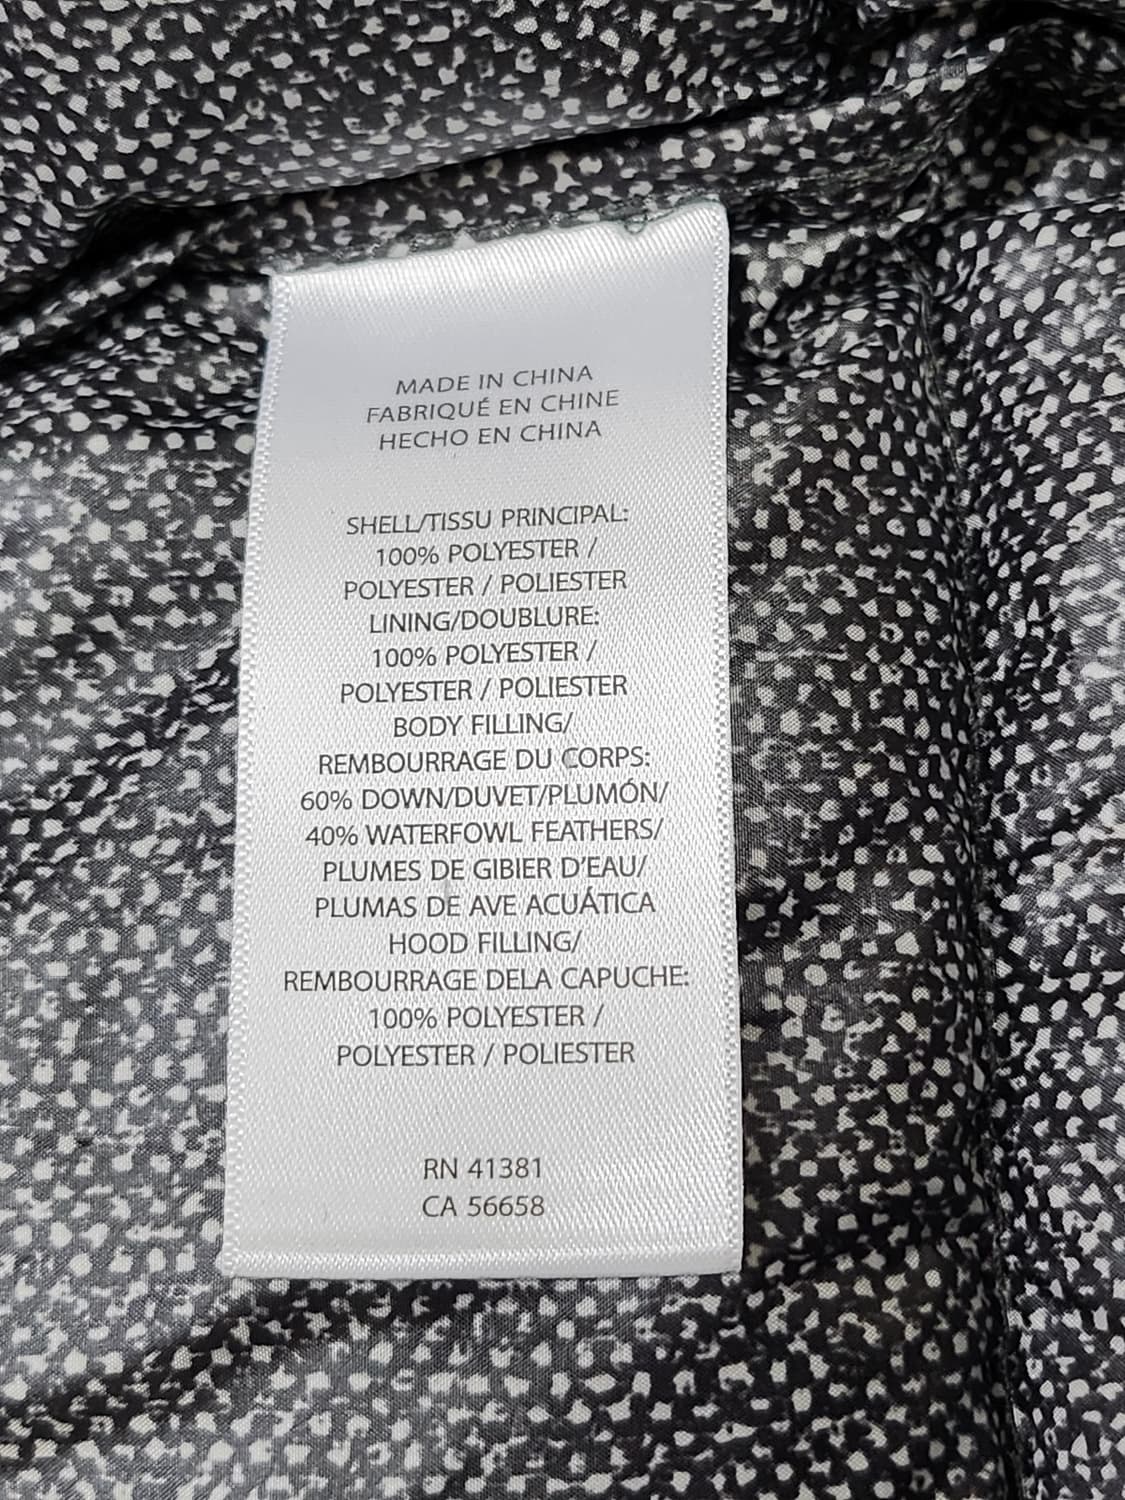 MADE IN CHINA
FABRIQUÉ EN CHINE
HECHO EN CHINA
SHELL/TISSU PRINCIPAL:
100% POLYESTER /
POLYESTER / POLIESTER
LINING/DOUBLURE:
100% POLYESTER /
POLYESTER / POLIESTER
BODY FILLING/
REMBOURRAGE DU CORPS:
60% DOWN/DUVET/PLUMÓN/
40% WATERFOWL FEATHERS/
PLUMES DE GIBIER D'EAU/
PLUMAS DE AVE ACUÁTICA
HOOD FILLING/
REMBOURRAGE DELA CAPUCHE:
100% POLYESTER /
POLYESTER / POLIESTER
RN 41381
CA 56658